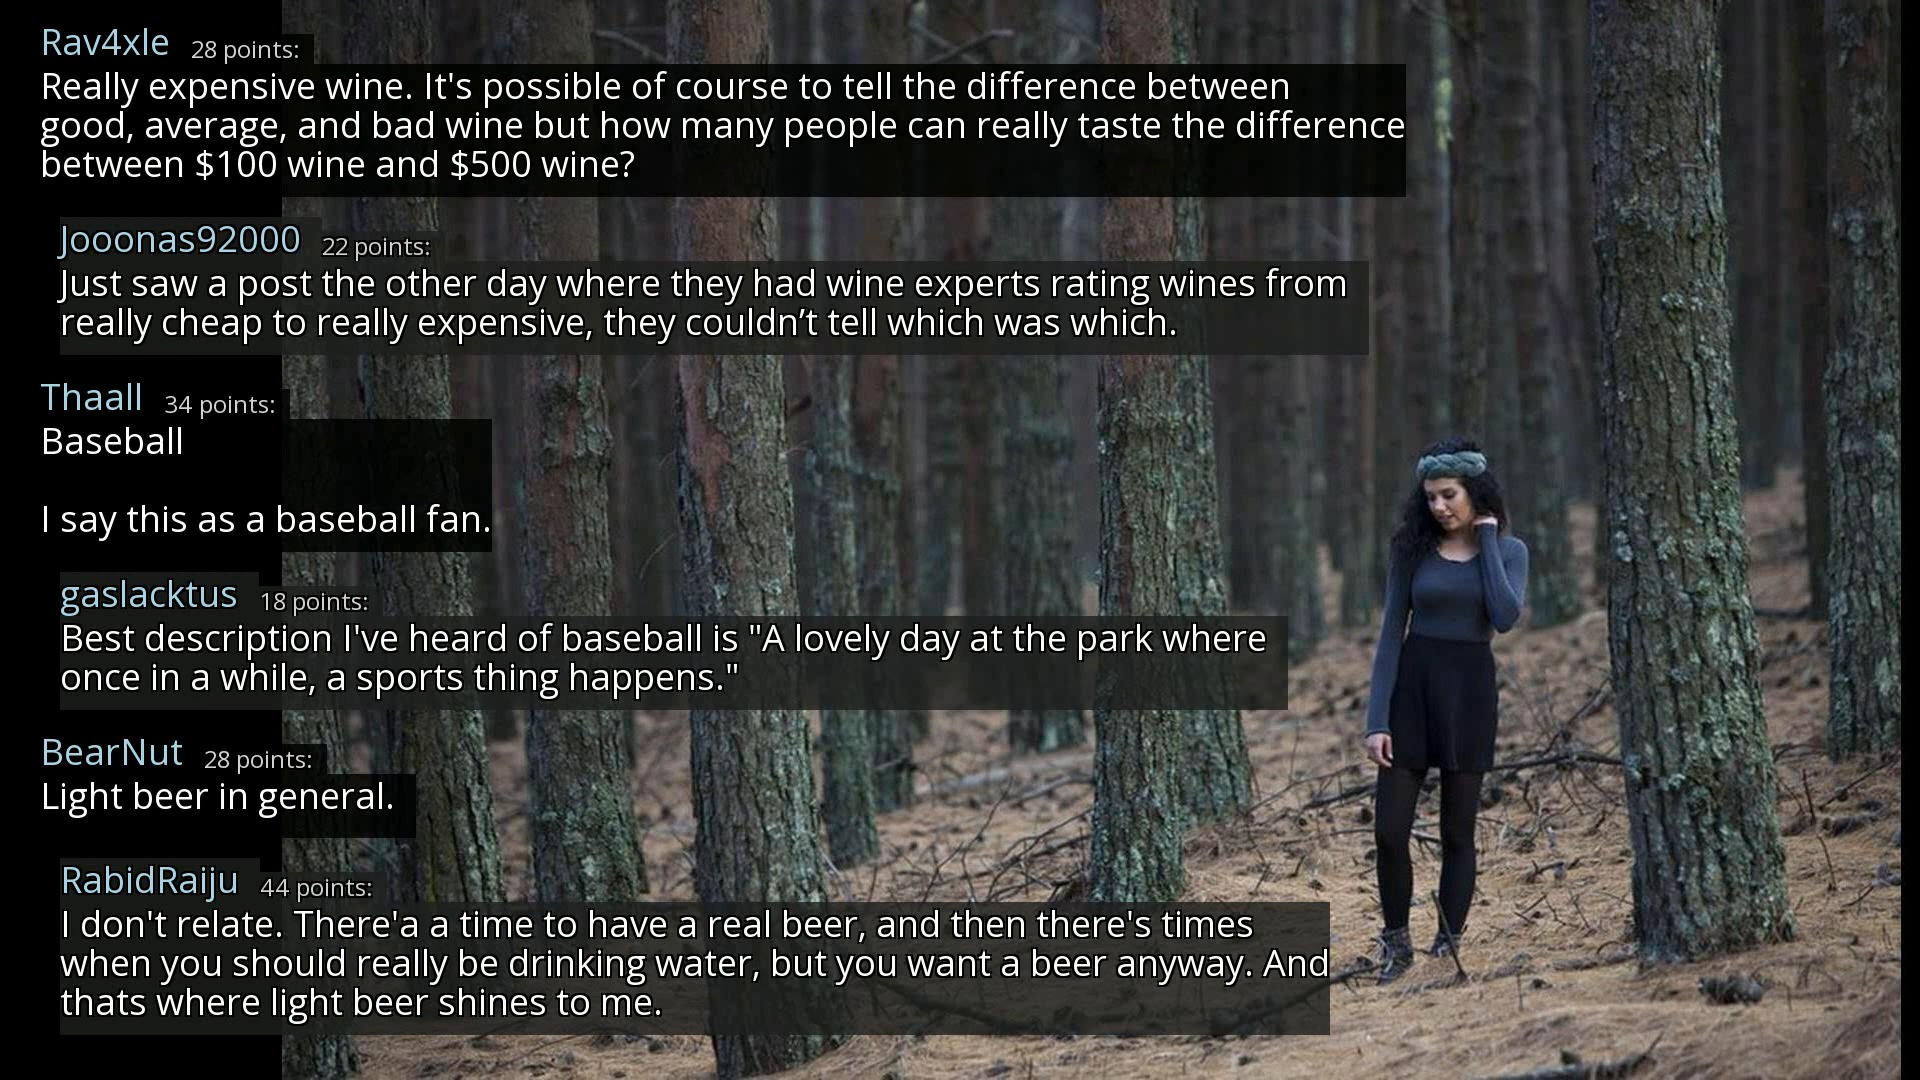 Rav4xle 28 points:
Really expensive wine. It's possible of course to tell the difference between
good, average, and bad wine but how many people can really taste the difference
between $100 wine and $500 wine?
Jooonas92000 22 points:
Just saw a post the other day where they had wine experts rating wines from
really cheap to really expensive, they couldn’t tell which was which.
Thaall 34 points:
Baseball
I say this as a baseball fan.
gaslacktus 18 points:
Best description I've heard of baseball is "A lovely day at the park where
once in a while, a sports thing happens."
BearNut 28 points:
Light beer in general.
RabidRaiju 44 points:
I don't relate. There'a a time to have a real beer, and then there's times
when you should really be drinking water, but you want a beer anyway. And
thats where light beer shines to me.